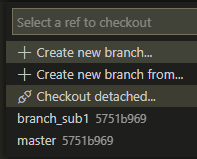 Select a ref to checkout
Create new branch...
Create new branch from...
Checkout detached...
branch_sub1 5751b969
master 5751b969